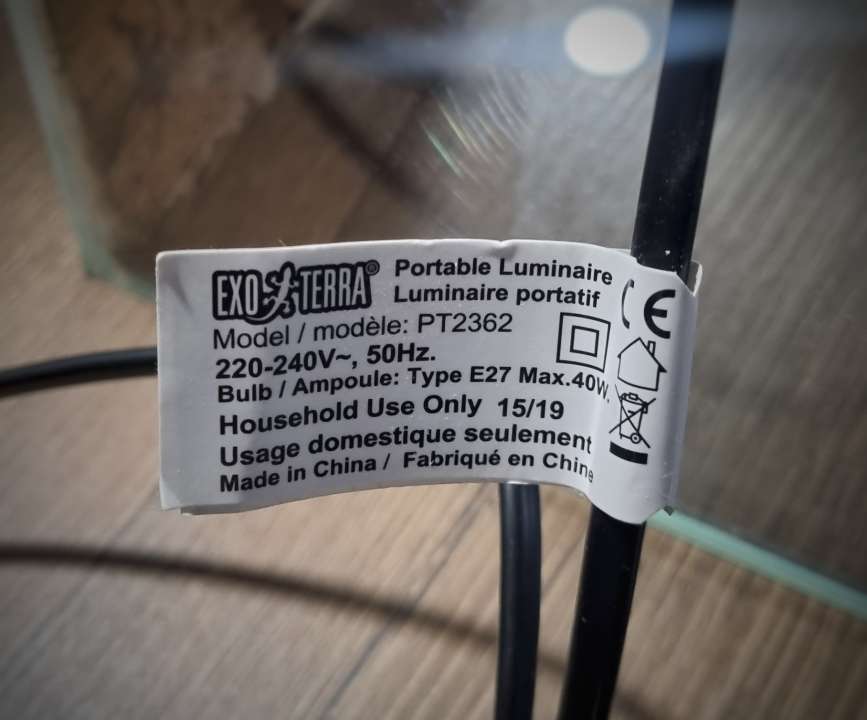 EXO TERRA®
Portable Luminaire
Luminaire portatif
Model / modèle: PT2362
220-240V~, 50Hz.
Bulb / Ampoule: Type E27 Max.40W.
Household Use Only 15/19
Usage domestique seulement
Made in China / Fabriqué en Chine
CE